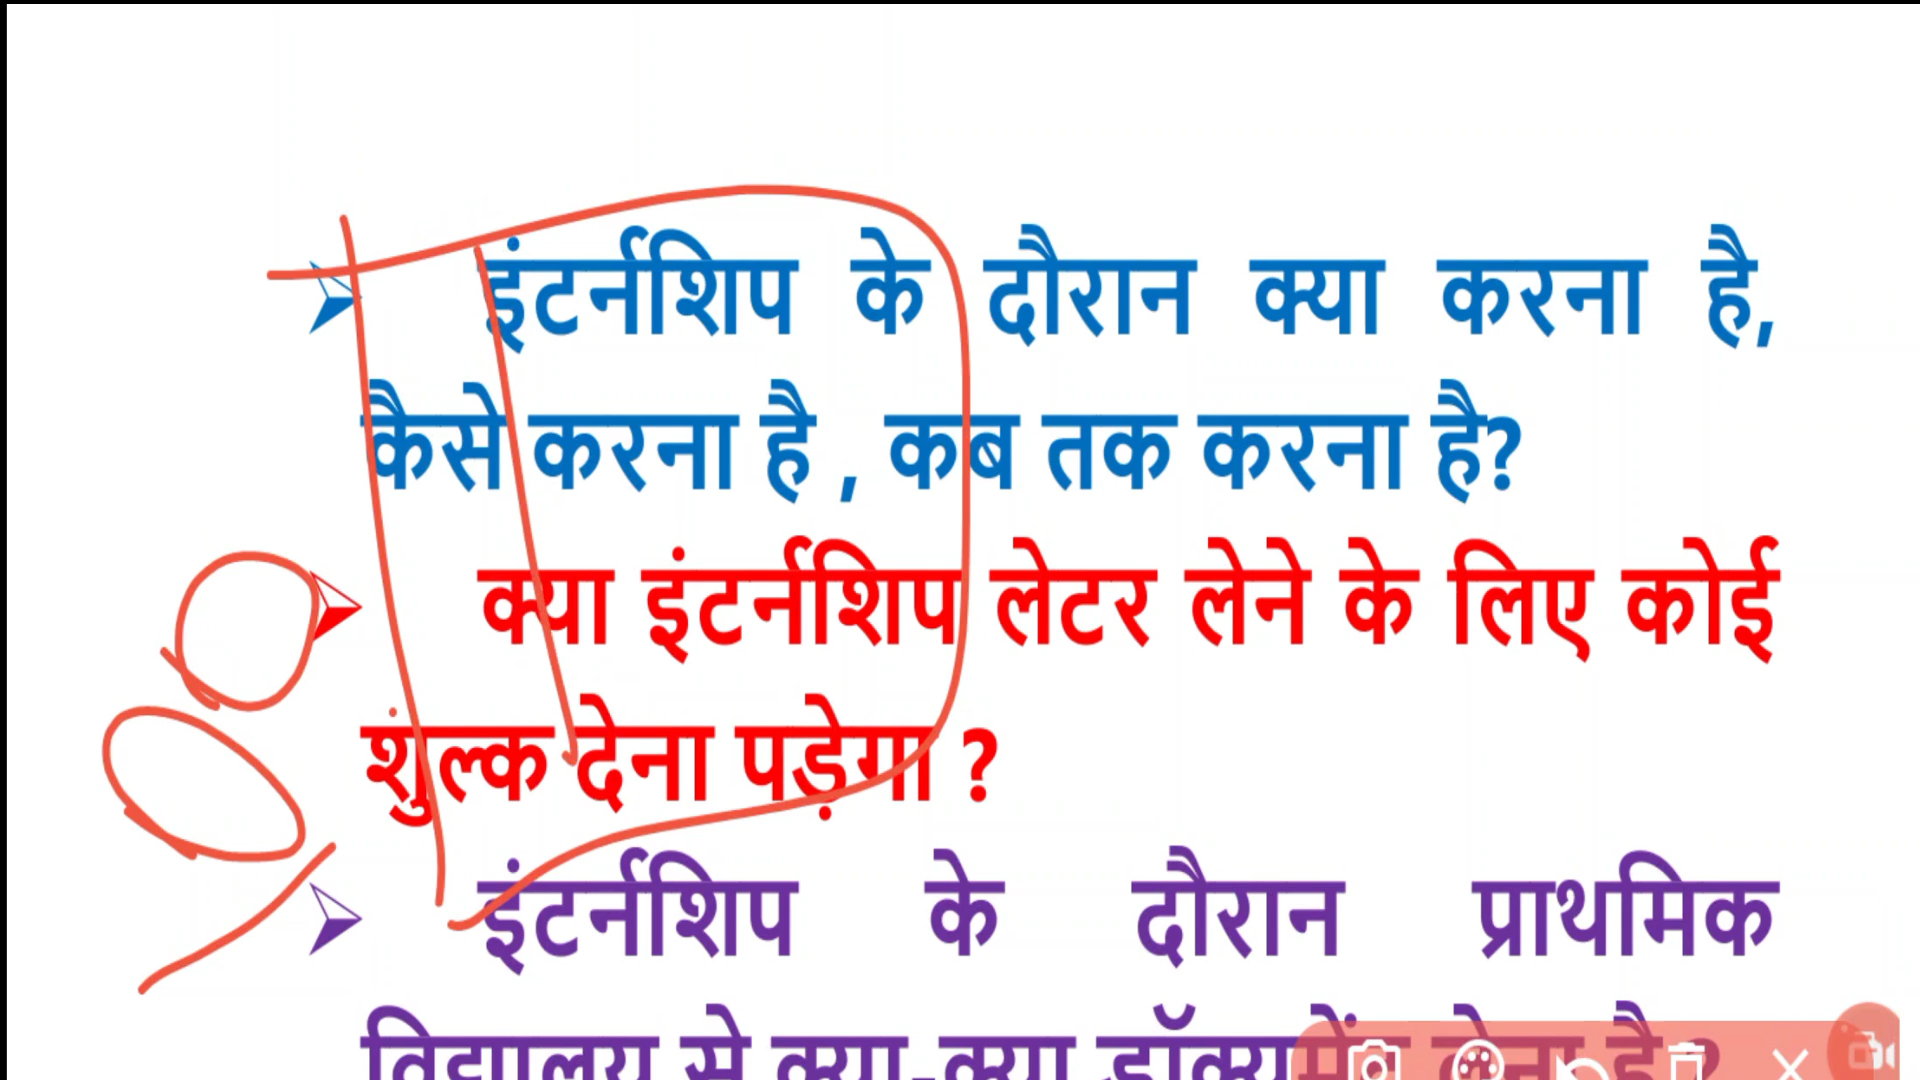 इंटर्नशिप के दौरान क्या करना है,
कैसे करना है , कब तक करना है?
क्या इंटर्नशिप लेटर लेने के लिए कोई
शुल्क देना पड़ेगा ?
इंटर्नशिप के दौरान प्राथमिक
विद्यालय से क्या-क्या डॉक्यूमेंट लेना है ?